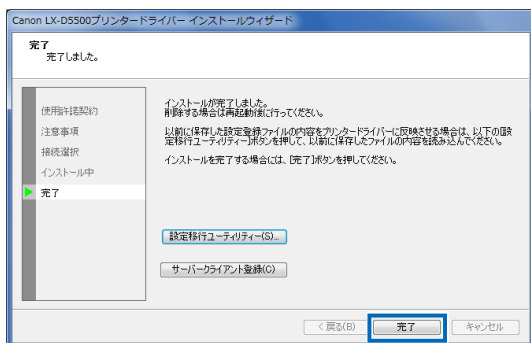 Canon LX-D5500プリンタードライバー インストールウィザード
完了
完了しました。
使用許諾契約
注意事項
接続選択
インストール中
完了
インストールが完了しました。
削除する場合は再起動後に行ってください。
以前に保存した設定登録ファイルの内容をプリンタードライバーに反映させる場合は、以下の[設
定移行ユーティリティー]ボタンを押して、以前に保存したファイルの内容を読み込んでください。
インストールを完了する場合には、[完了]ボタンを押してください。
設定移行ユーティリティー(S)...
サーバークライアント登録(C)
< 戻る(B)
完了
キャンセル